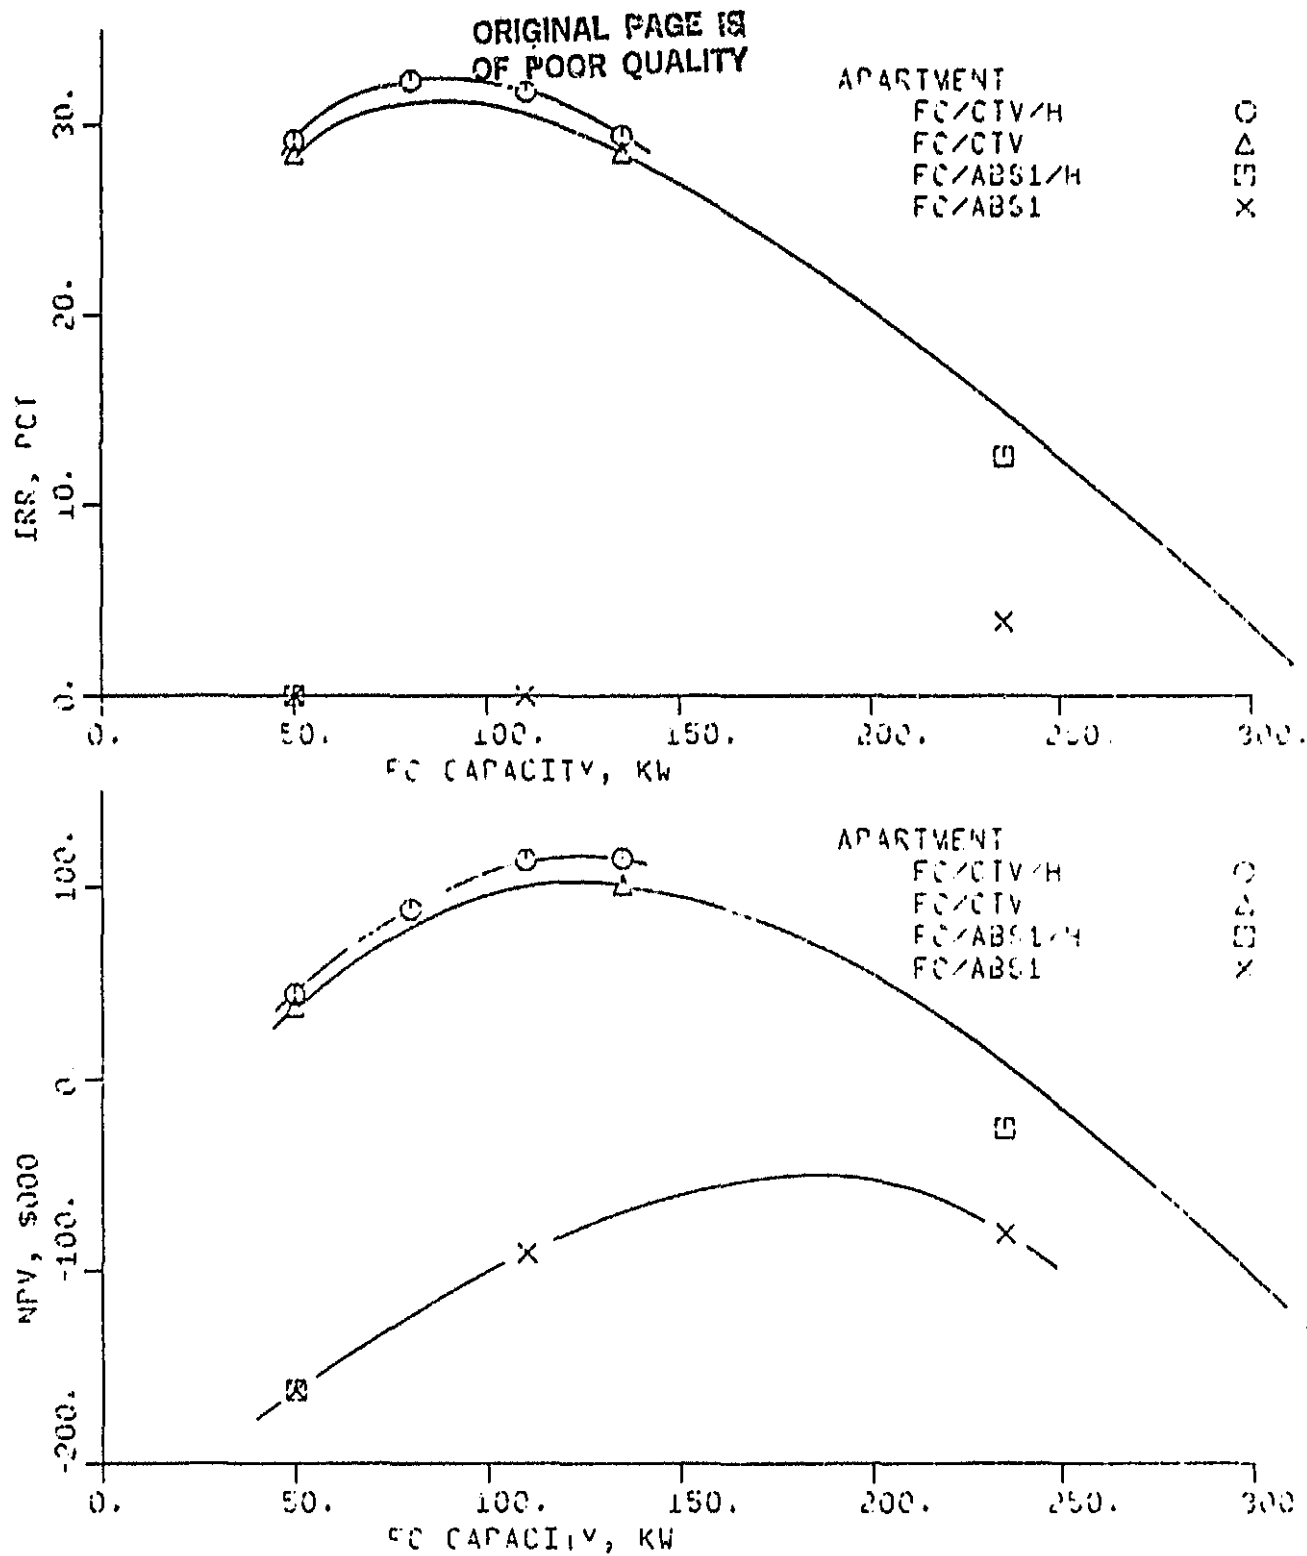 ORIGINAL PAGE IS
OF POOR QUALITY
APARTMENT
FC/CTV/H
FC/CTV
FC/ABS1/H
FC/ABS1
30.
20.
10.
0.
IRR, PCT
0. 50. 100. 150. 200. 250. 300.
FC CAPACITY, KW
APARTMENT
FC/CTV/H
FC/CTV
FC/ABS1/H
FC/ABS1
100.
0.
-100.
-200.
NPV, $000
0. 50. 100. 150. 200. 250. 300
FC CAPACITY, KW